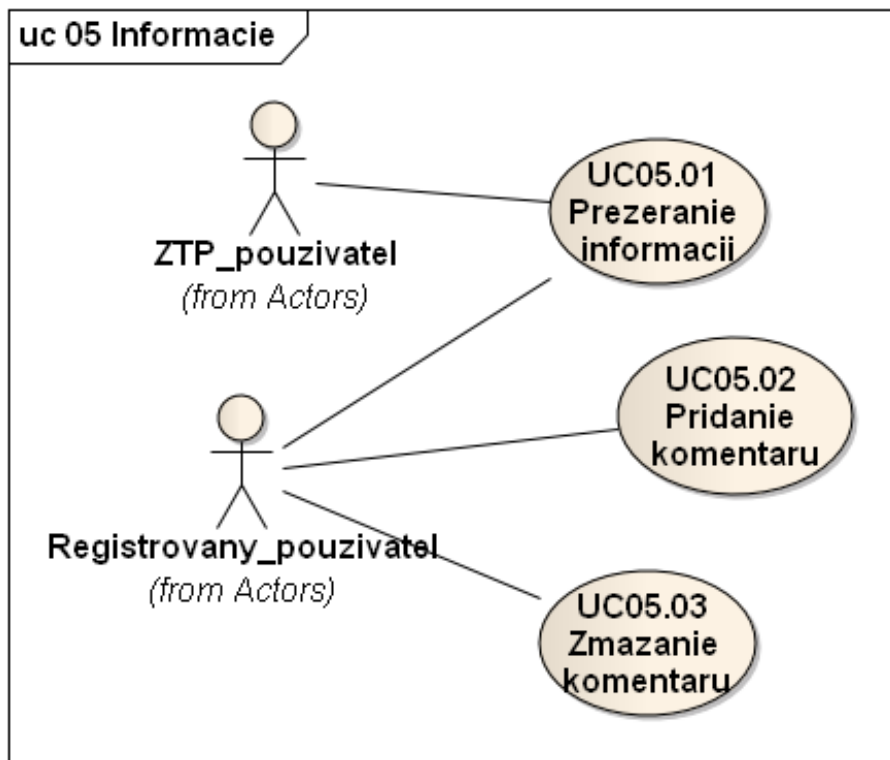 uc 05 Informacie
ZTP_pouzivatel
(from Actors)
UC05.01
Prezeranie
informacii
UC05.02
Pridanie
komentaru
Registrovany_pouzivatel
(from Actors)
UC05.03
Zmazanie
komentaru